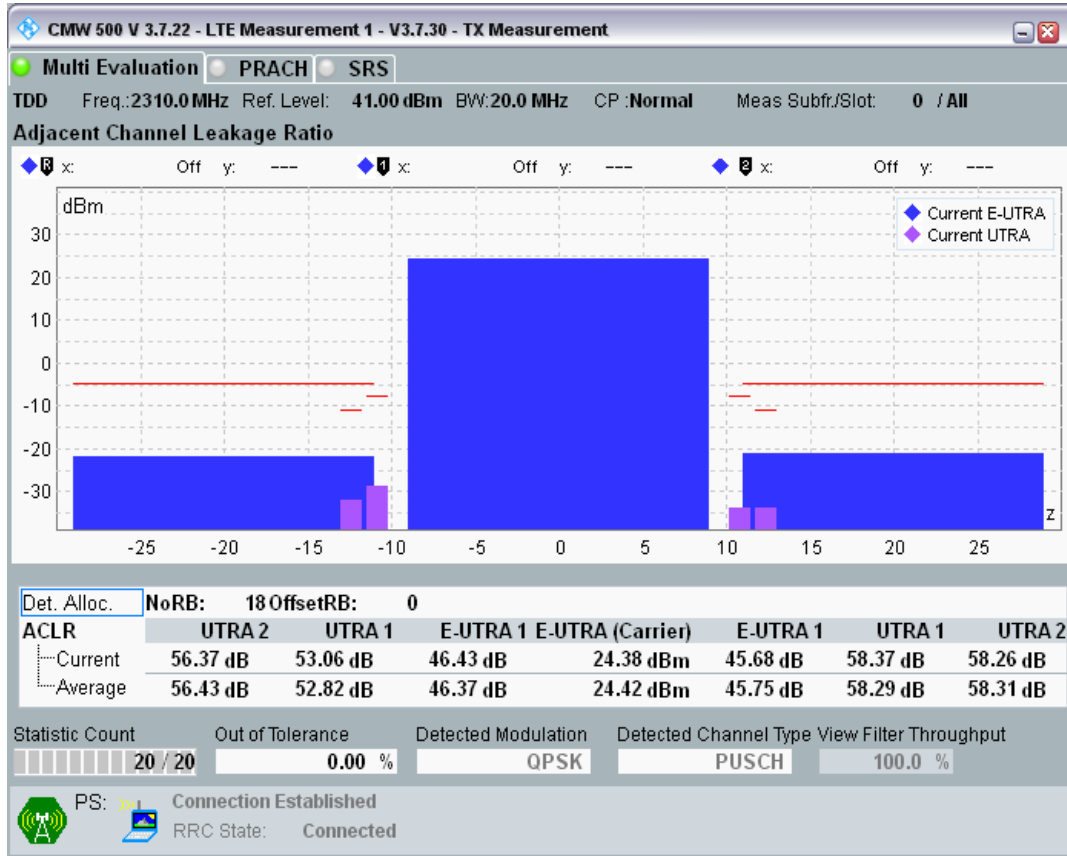 CMW 500 V 3.7.22 - LTE Measurement 1 - V3.7.30 - TX Measurement
Multi Evaluation PRACH SRS
TDD Freq.:2310.0 MHz Ref. Level: 41.00 dBm BW:20.0 MHz CP :Normal Meas Subfr./Slot: 0 / All
Adjacent Channel Leakage Ratio
R x: Off y: --- 1 x: Off y: --- 2 x: Off y: ---
dBm
Current E-UTRA
Current UTRA
30
20
10
0
-10
-20
-30
z
-25 -20 -15 -10 -5 0 5 10 15 20 25
Det. Alloc. NoRB: 18 OffsetRB: 0
ACLR UTRA 2 UTRA 1 E-UTRA 1 E-UTRA (Carrier) E-UTRA 1 UTRA 1 UTRA 2
Current 56.37 dB 53.06 dB 46.43 dB 24.38 dBm 45.68 dB 58.37 dB 58.26 dB
Average 56.43 dB 52.82 dB 46.37 dB 24.42 dBm 45.75 dB 58.29 dB 58.31 dB
Statistic Count Out of Tolerance Detected Modulation Detected Channel Type View Filter Throughput
20 / 20 0.00 % QPSK PUSCH 100.0 %
PS: Connection Established
RRC State: Connected